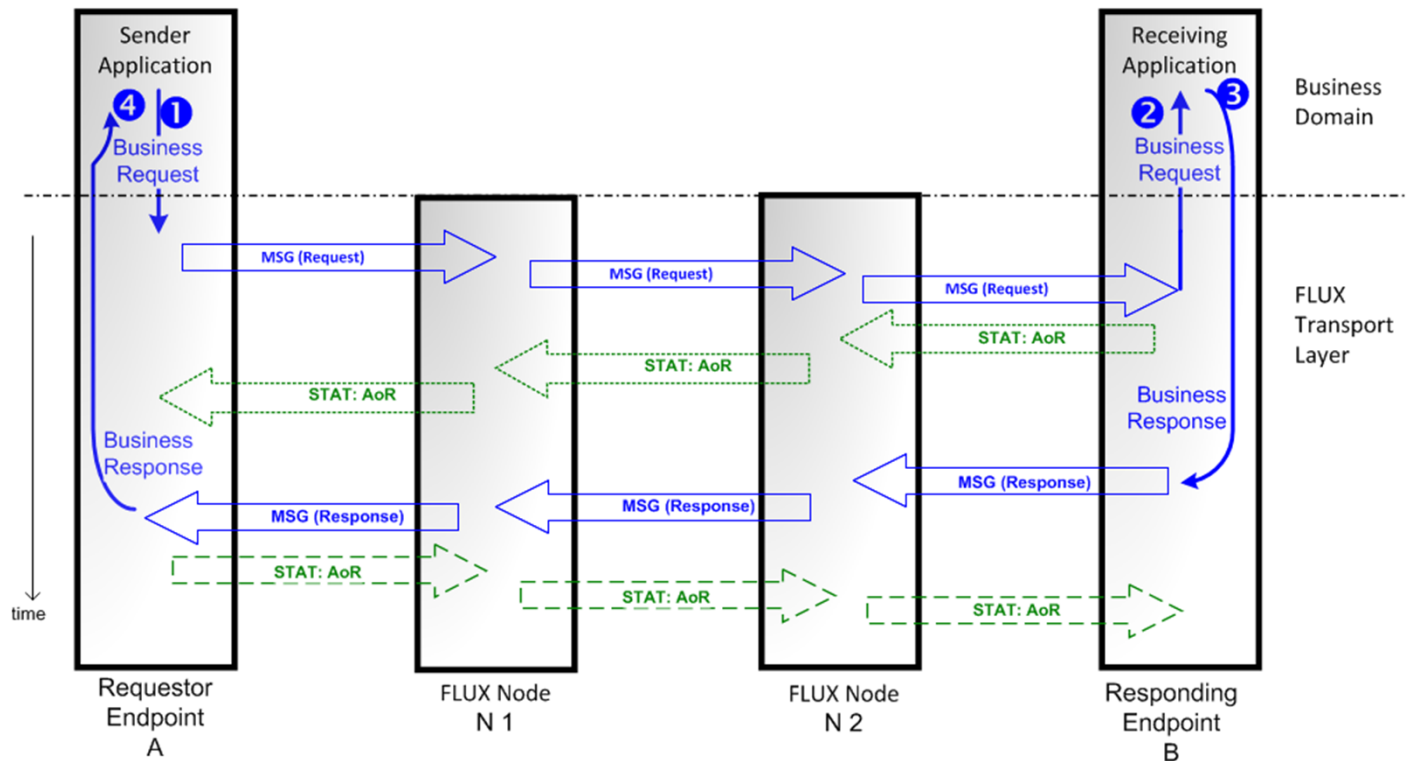 Sender
Application
4
1
Business
Request
Receiving
Application
3
2
Business
Request
Business
Domain
MSG (Request)
MSG (Request)
MSG (Request)
FLUX
Transport
Layer
STAT: AoR
STAT: AoR
STAT: AoR
Business
Response
Business
Response
MSG (Response)
MSG (Response)
MSG (Response)
STAT: AoR
STAT: AoR
STAT: AoR
time
Requestor
Endpoint
A
FLUX Node
N 1
FLUX Node
N 2
Responding
Endpoint
B